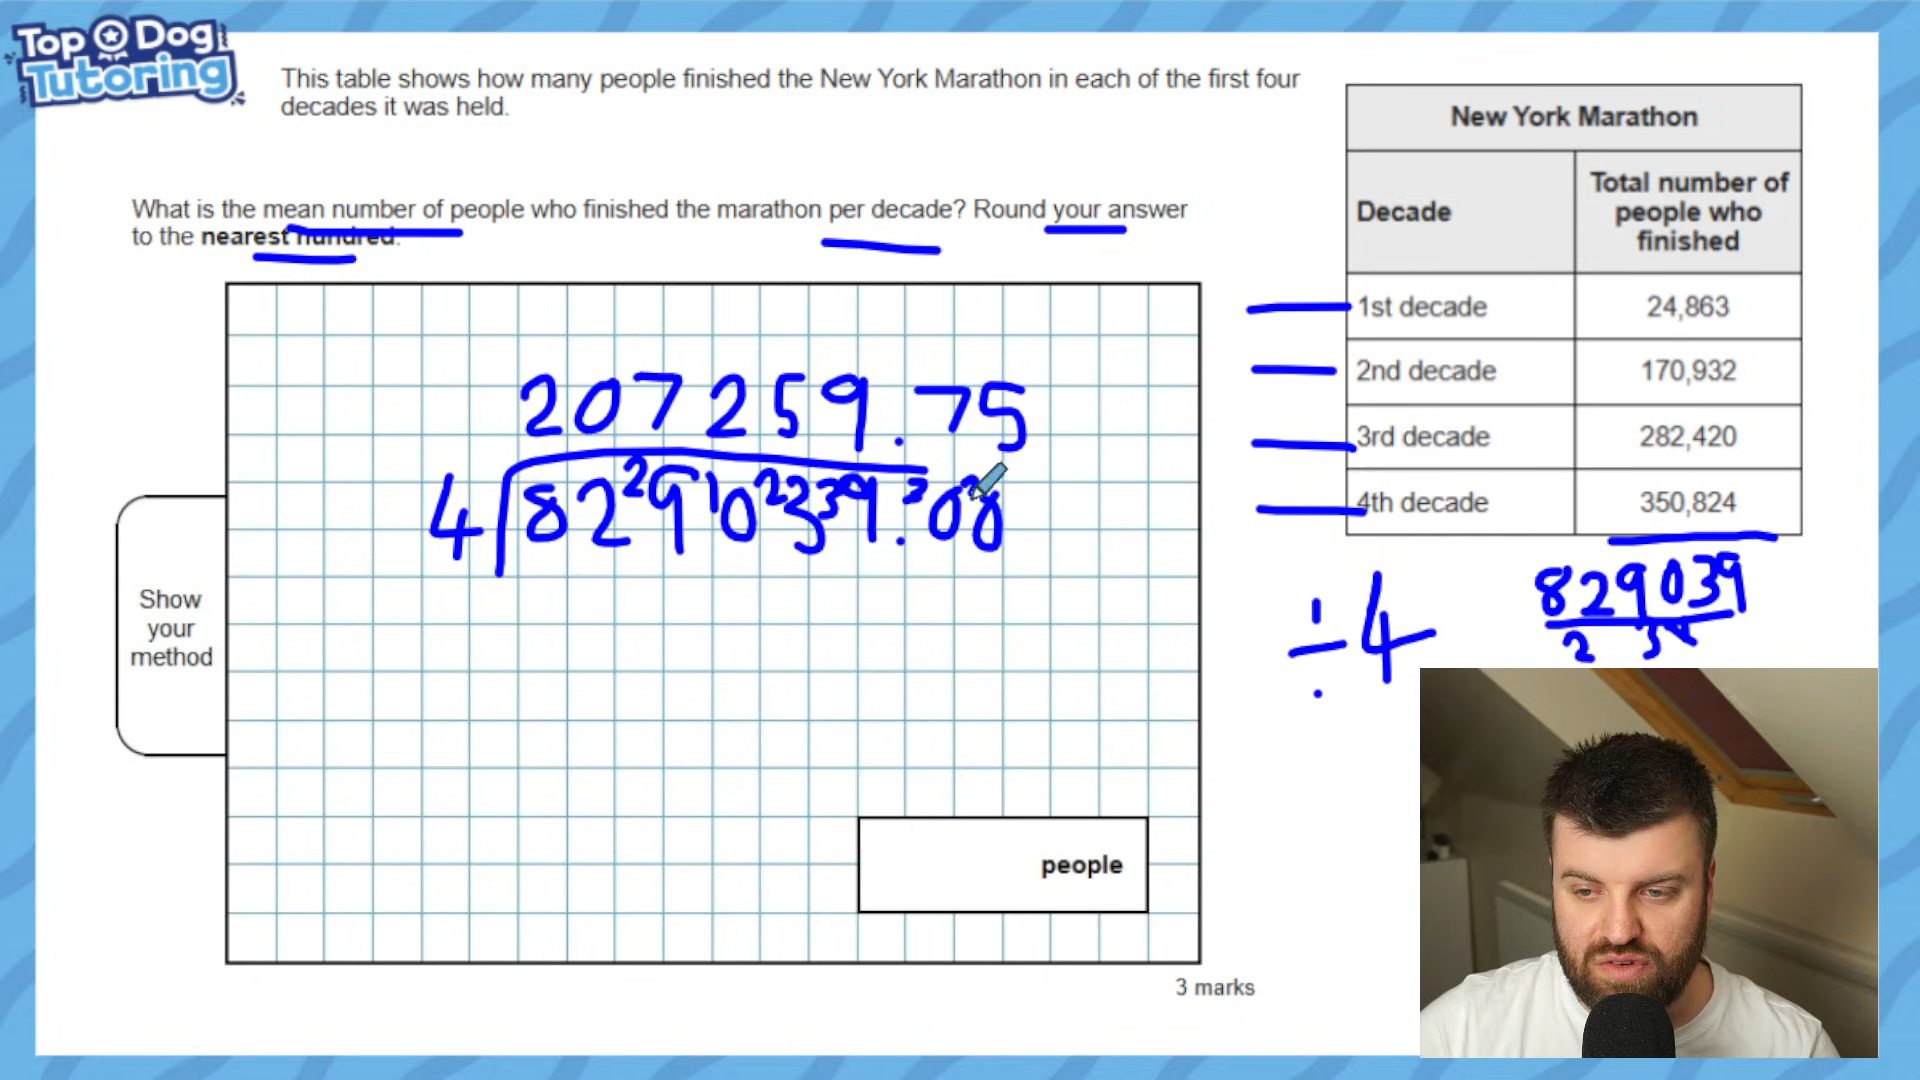 Top Dog
Tutoring
This table shows how many people finished the New York Marathon in each of the first four
decades it was held.
What is the mean number of people who finished the marathon per decade? Round your answer
to the nearest hundred.
New York Marathon
Decade
Total number of
people who
finished
1st decade 24,863
2nd decade 170,932
3rd decade 282,420
4th decade 350,824
207259.75
4 82²9¹0²3³9.³0²0
÷4
829039
2
Show
your
method
people
3 marks